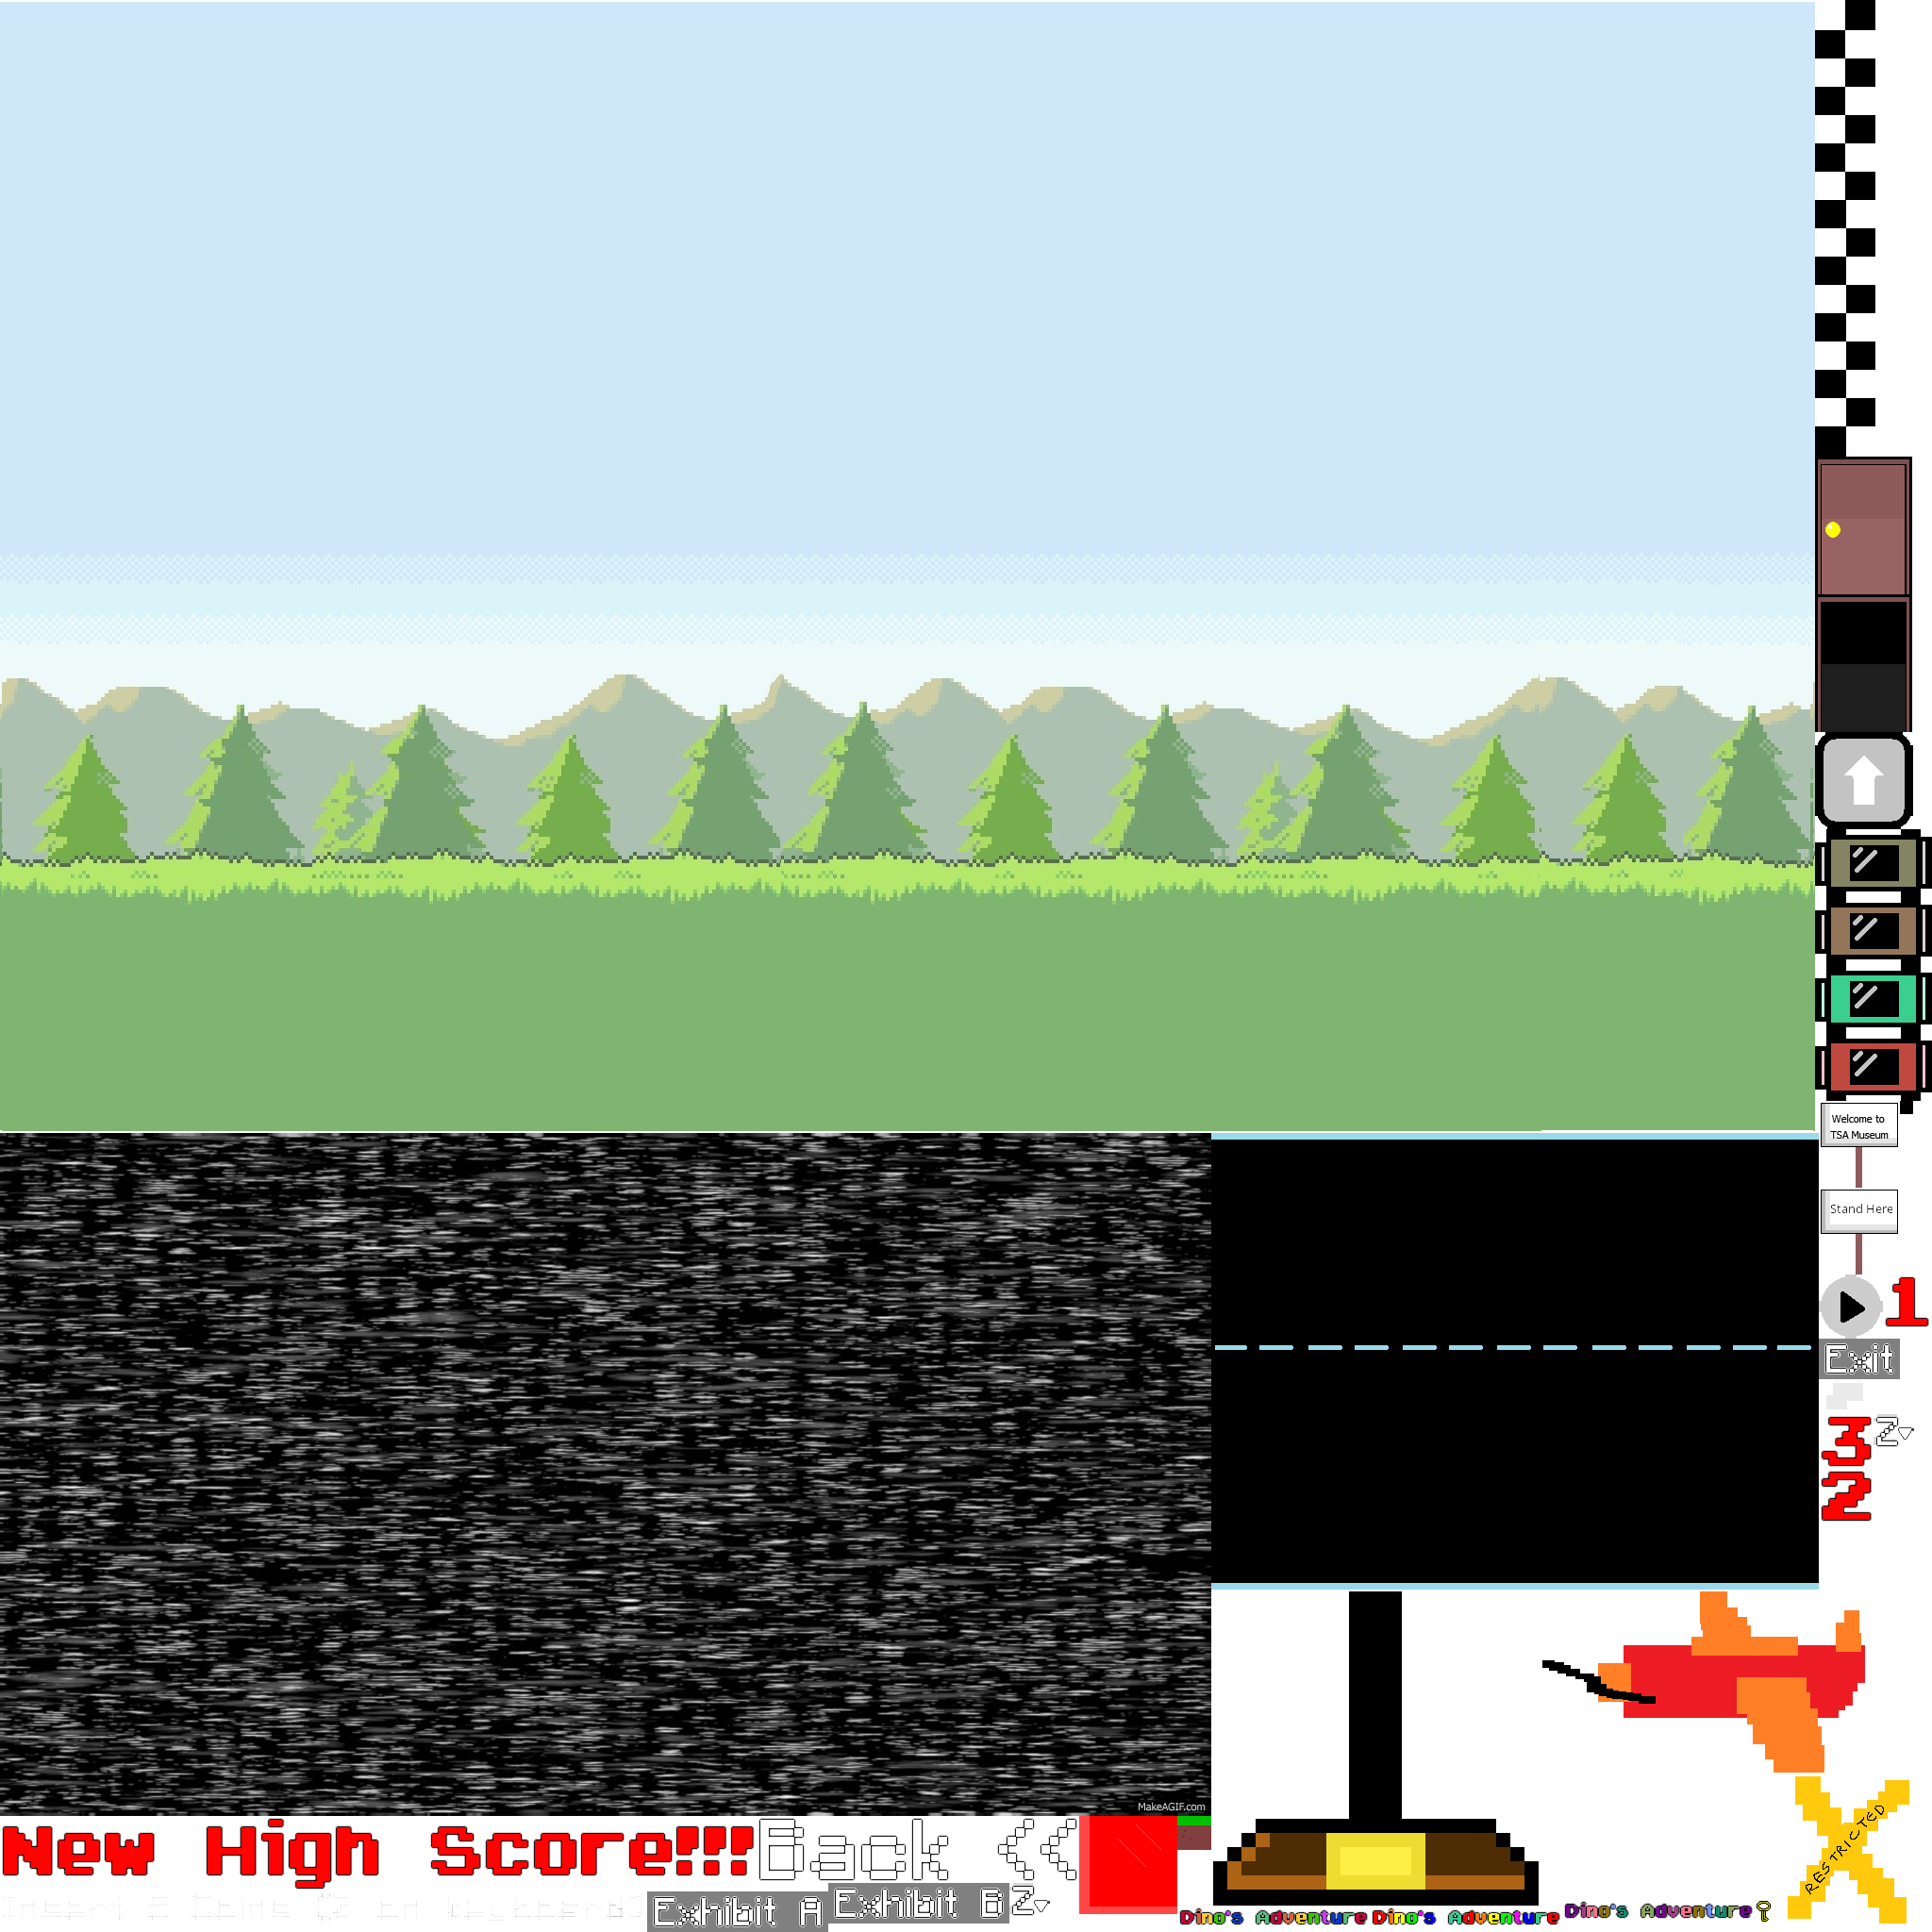 Welcome to
TSA Museum
Stand Here
1
Exit
3
Z
2
MakeAGIF.com
New High Score!!!
Back <<
Exhibit A
Exhibit B
Z
RESTRICTED
Dino's Adventure
Dino's Adventure
Dino's Adventure